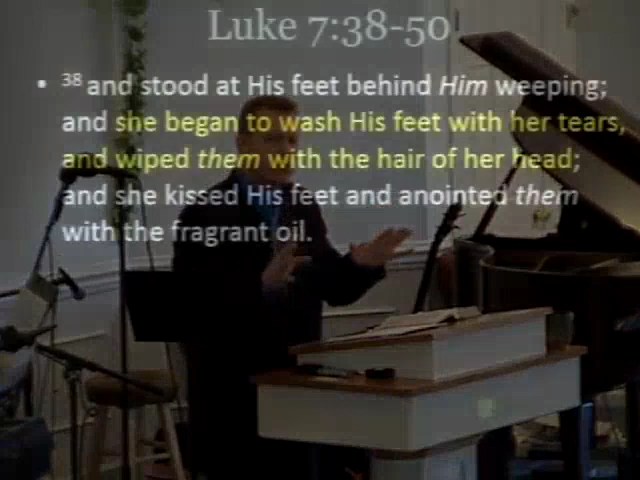 Luke 7:38-50
• 38 and stood at His feet behind Him weeping;
and she began to wash His feet with her tears,
and wiped them with the hair of her head;
and she kissed His feet and anointed them
with the fragrant oil.